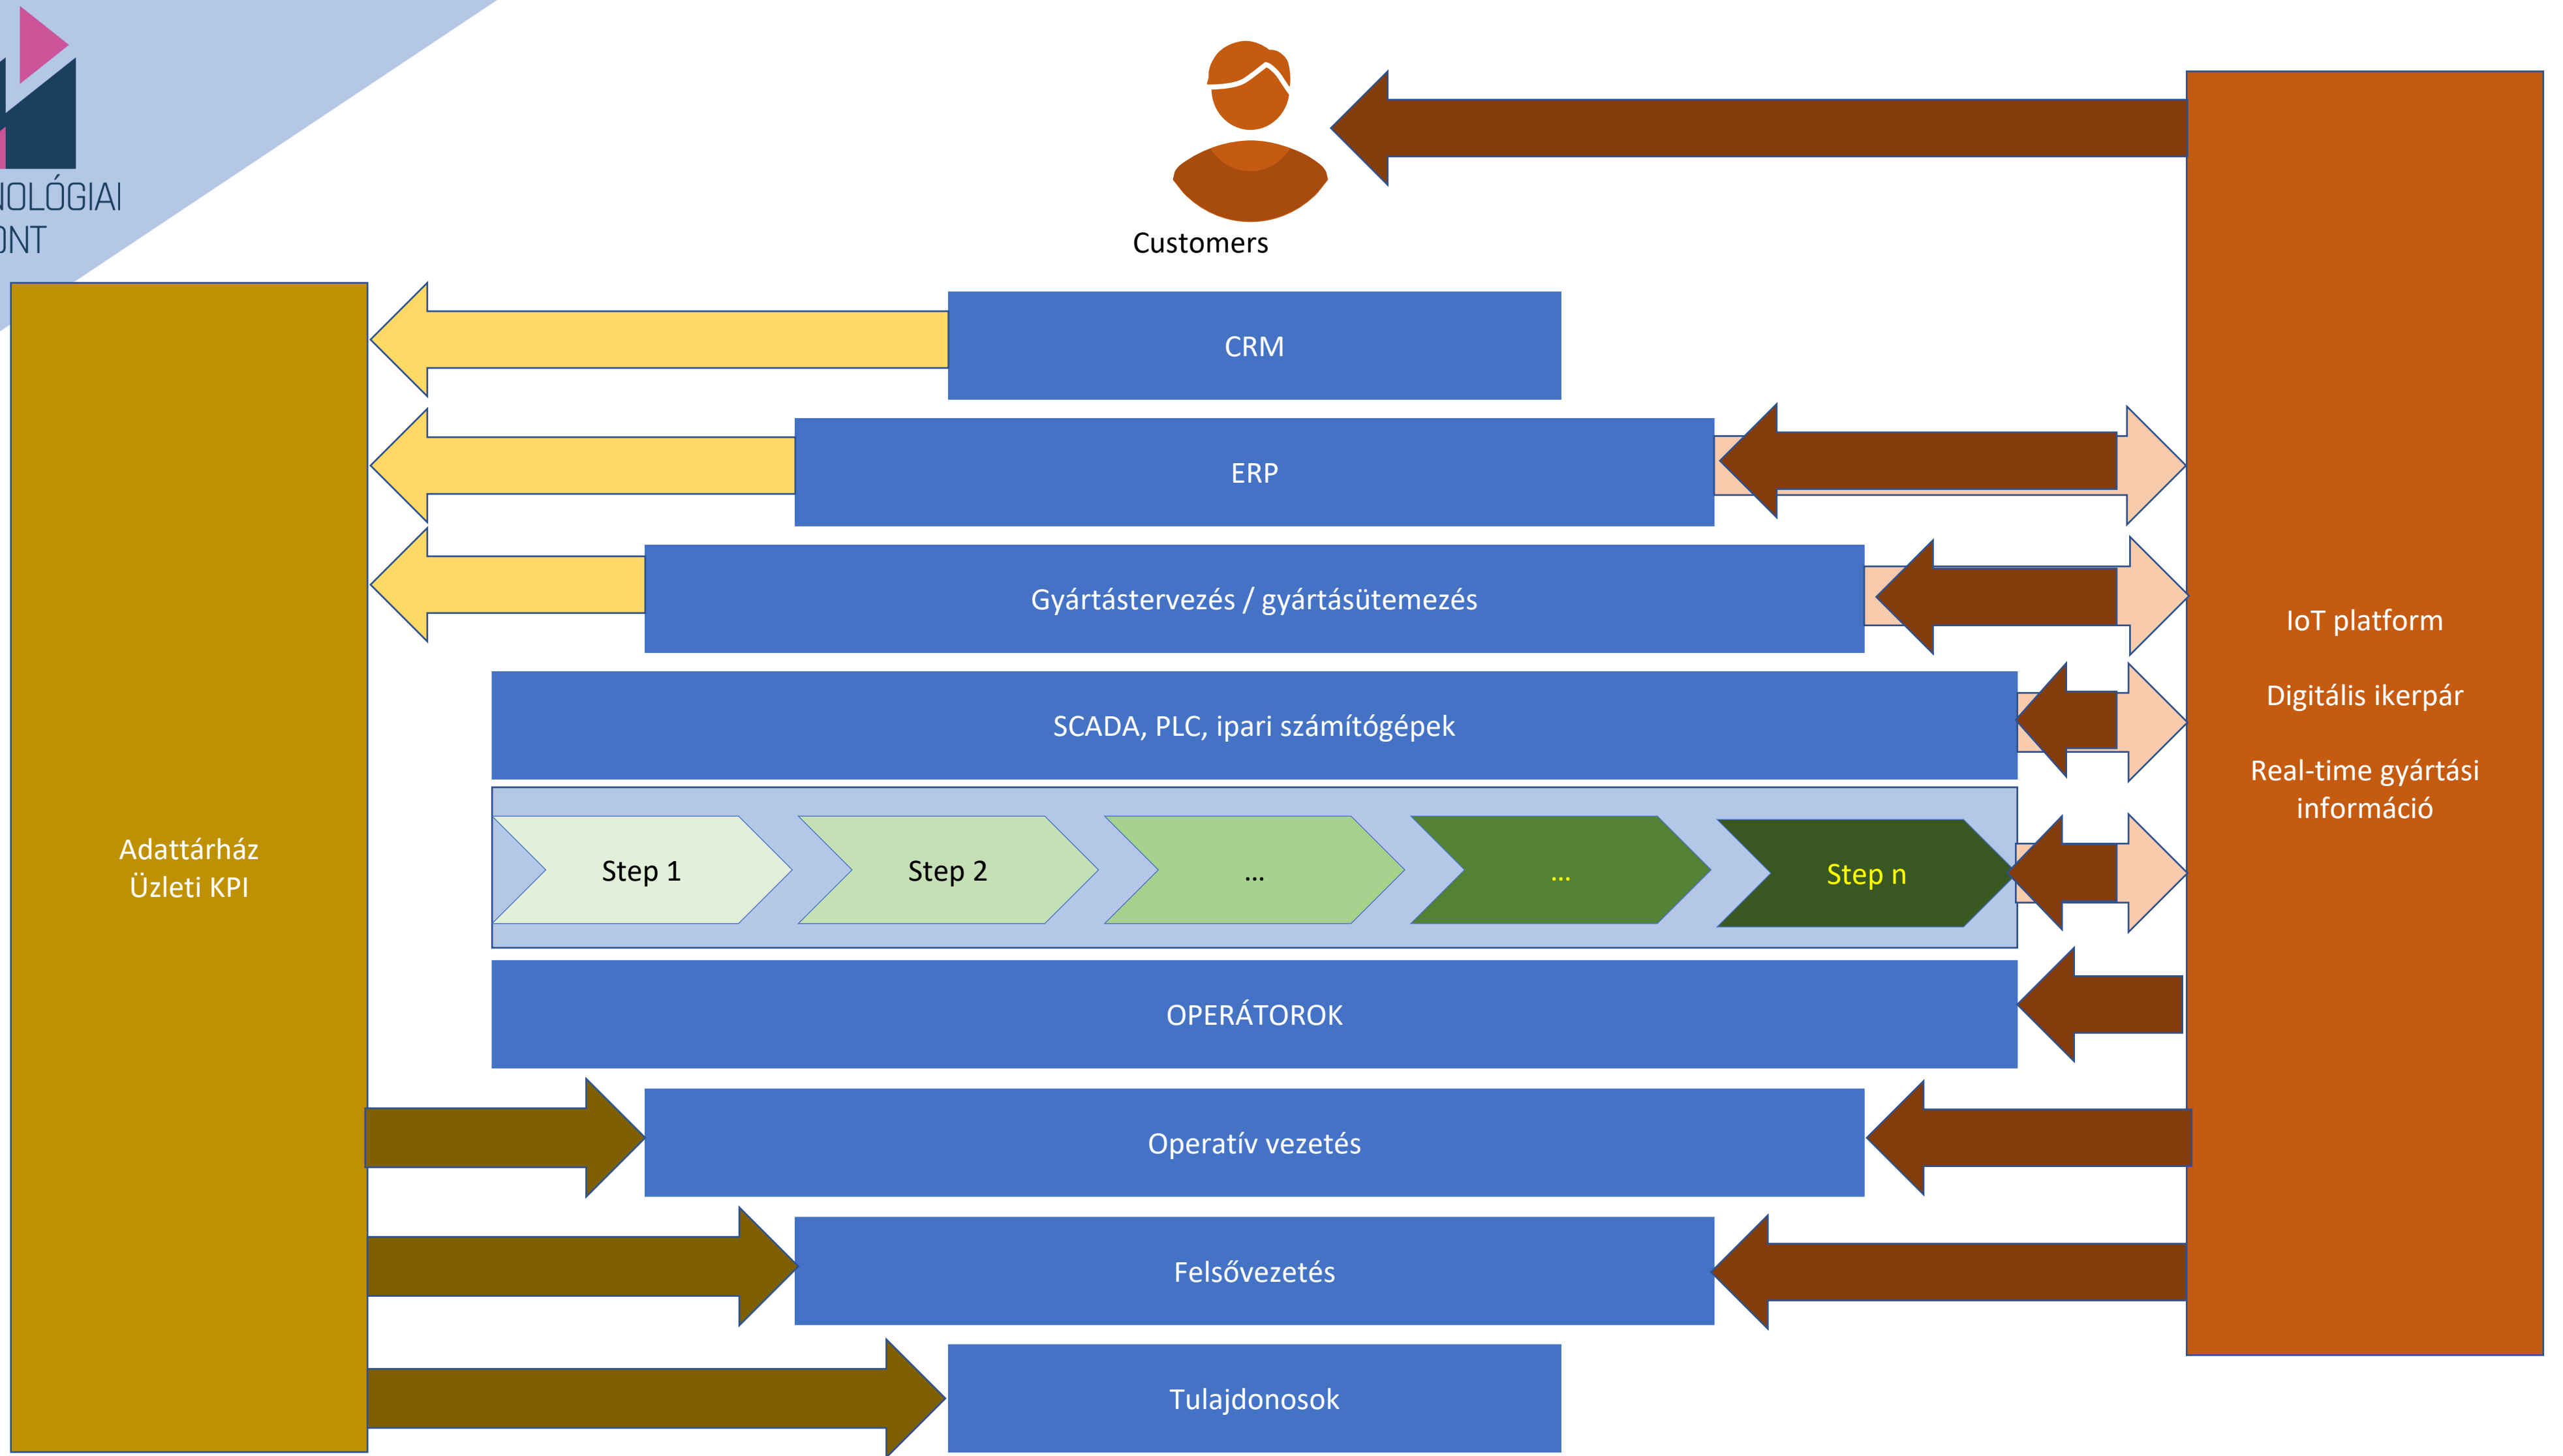 NOLÓGIAI
ONT
Customers
CRM
ERP
Gyártástervezés / gyártásütemezés
SCADA, PLC, ipari számítógépek
Step 1
Step 2
...
...
Step n
OPERÁTOROK
Operatív vezetés
Felsővezetés
Tulajdonosok
Adattárház
Üzleti KPI
IoT platform
Digitális ikerpár
Real-time gyártási
információ